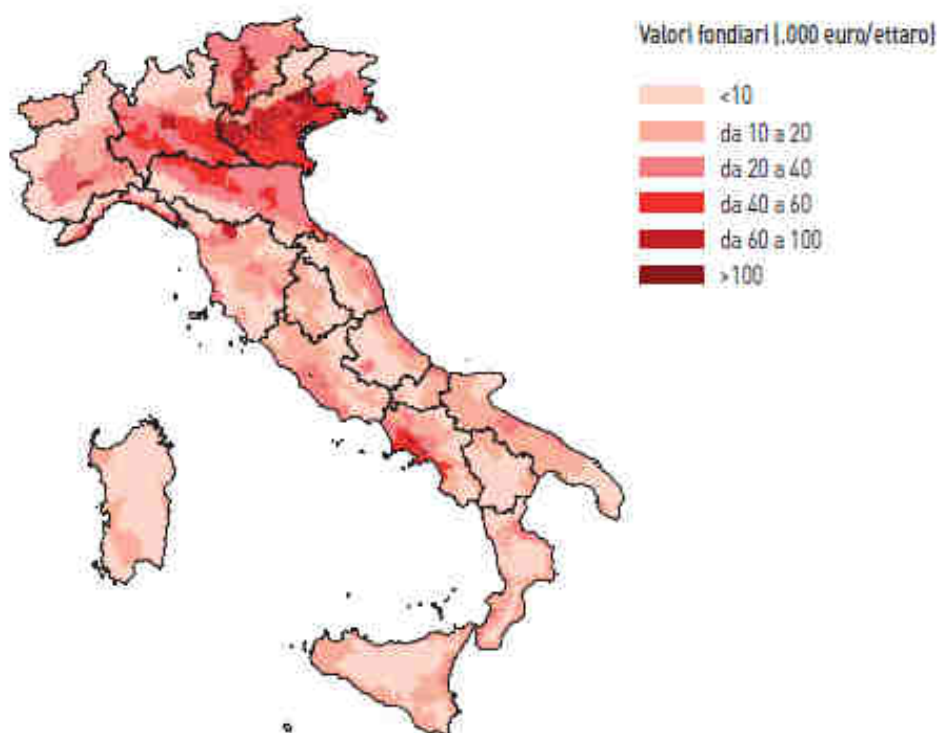 Valori fondiari (.000 euro/ettaro)
<10
da 10 a 20
da 20 a 40
da 40 a 60
da 60 a 100
>100